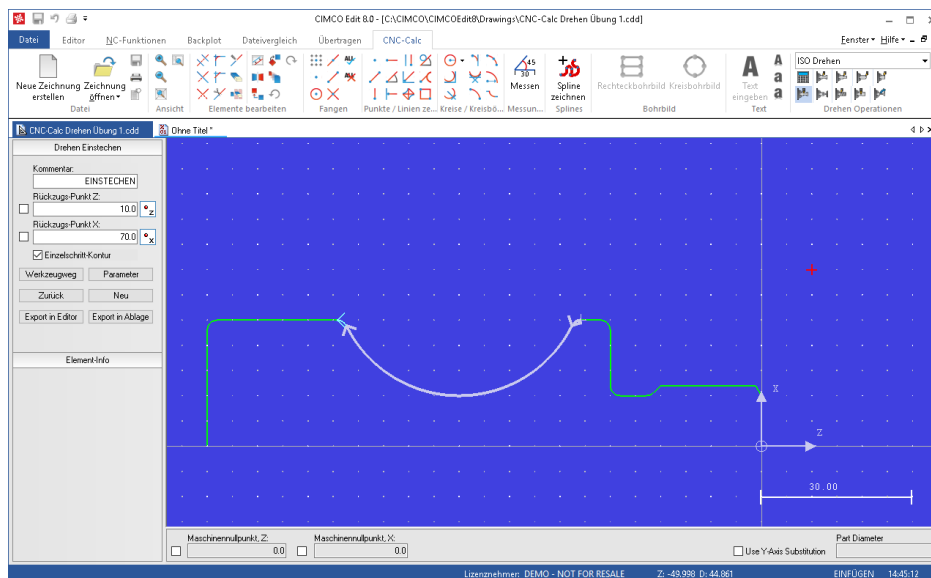 CIMCO Edit 8.0 - [C:\CIMCO\CIMCOEdit8\Drawings\CNC-Calc Drehen Übung 1.cdd]
Datei Editor NC-Funktionen Backplot Dateivergleich Übertragen CNC-Calc Fenster Hilfe
ISO Drehen
Neue Zeichnung erstellen
Zeichnung öffnen
Messen
Spline zeichnen
Rechteckbohrbild Kreisbohrbild
Text eingeben
Datei Ansicht Elemente bearbeiten Fangen Punkte / Linien ze... Kreise / Kreisbö... Messun... Splines Bohrbild Text Drehen Operationen
CNC-Calc Drehen Übung 1.cdd Ohne Titel *
Drehen Einstechen
Kommentar:
EINSTECHEN
Rückzugs-Punkt Z:
10.0
Rückzugs-Punkt X:
70.0
Einzelschritt-Kontur
Werkzeugweg Parameter
Zurück Neu
Export in Editor Export in Ablage
Element-Info
X
Z
30.00
Maschinennullpunkt, Z: Maschinennullpunkt, X: Part Diameter
0.0 0.0 Use Y-Axis Substitution
Lizenznehmer: DEMO - NOT FOR RESALE Z: -49.998 D: 44.861 EINFÜGEN 14:45:12